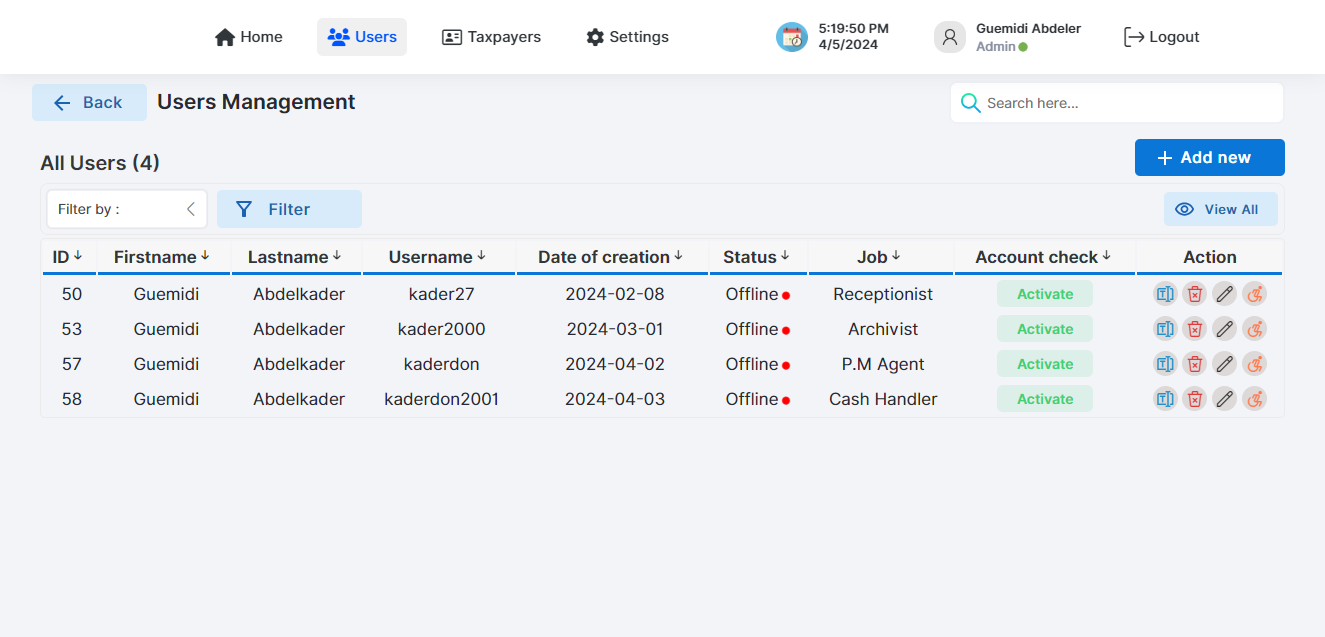 Home Users Taxpayers Settings 5:19:50 PM Guemidi Abdeler Logout
4/5/2024 Admin
Back Users Management Search here...
All Users (4) + Add new
Filter by : Filter View All
ID Firstname Lastname Username Date of creation Status Job Account check Action
50 Guemidi Abdelkader kader27 2024-02-08 Offline Receptionist Activate
53 Guemidi Abdelkader kader2000 2024-03-01 Offline Archivist Activate
57 Guemidi Abdelkader kaderdon 2024-04-02 Offline P.M Agent Activate
58 Guemidi Abdelkader kaderdon2001 2024-04-03 Offline Cash Handler Activate